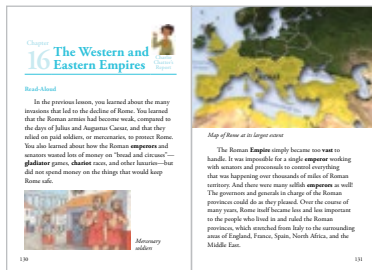 Chapter
16
The Western and
Eastern Empires
Charlie
Chariot's
Reports
Read-Aloud
In the previous lesson, you learned about the many
invasions that led to the decline of Rome. You learned
that the Roman armies had become weak, compared to
the days of Julius and Augustus Caesar, and that they
relied on paid soldiers, or mercenaries, to protect Rome.
You also learned about how the Roman emperors and
senators wasted lots of money on “bread and circuses”—
gladiator games, chariot races, and other luxuries—but
did not spend money on the things that would keep
Rome safe.
Mercenary
soldiers
130
Map of Rome at its largest extent
The Roman Empire simply became too vast to
handle. It was impossible for a single emperor working
with senators and proconsuls to control everything
that was happening over thousands of miles of Roman
territory. And there were many selfish emperors as well!
The governors and generals in charge of the Roman
provinces could do as they pleased. Over the course of
many years, Rome itself became less and less important
to the people who lived in and ruled the Roman
provinces, which stretched from Italy to the surrounding
areas of England, France, Spain, North Africa, and the
Middle East.
131